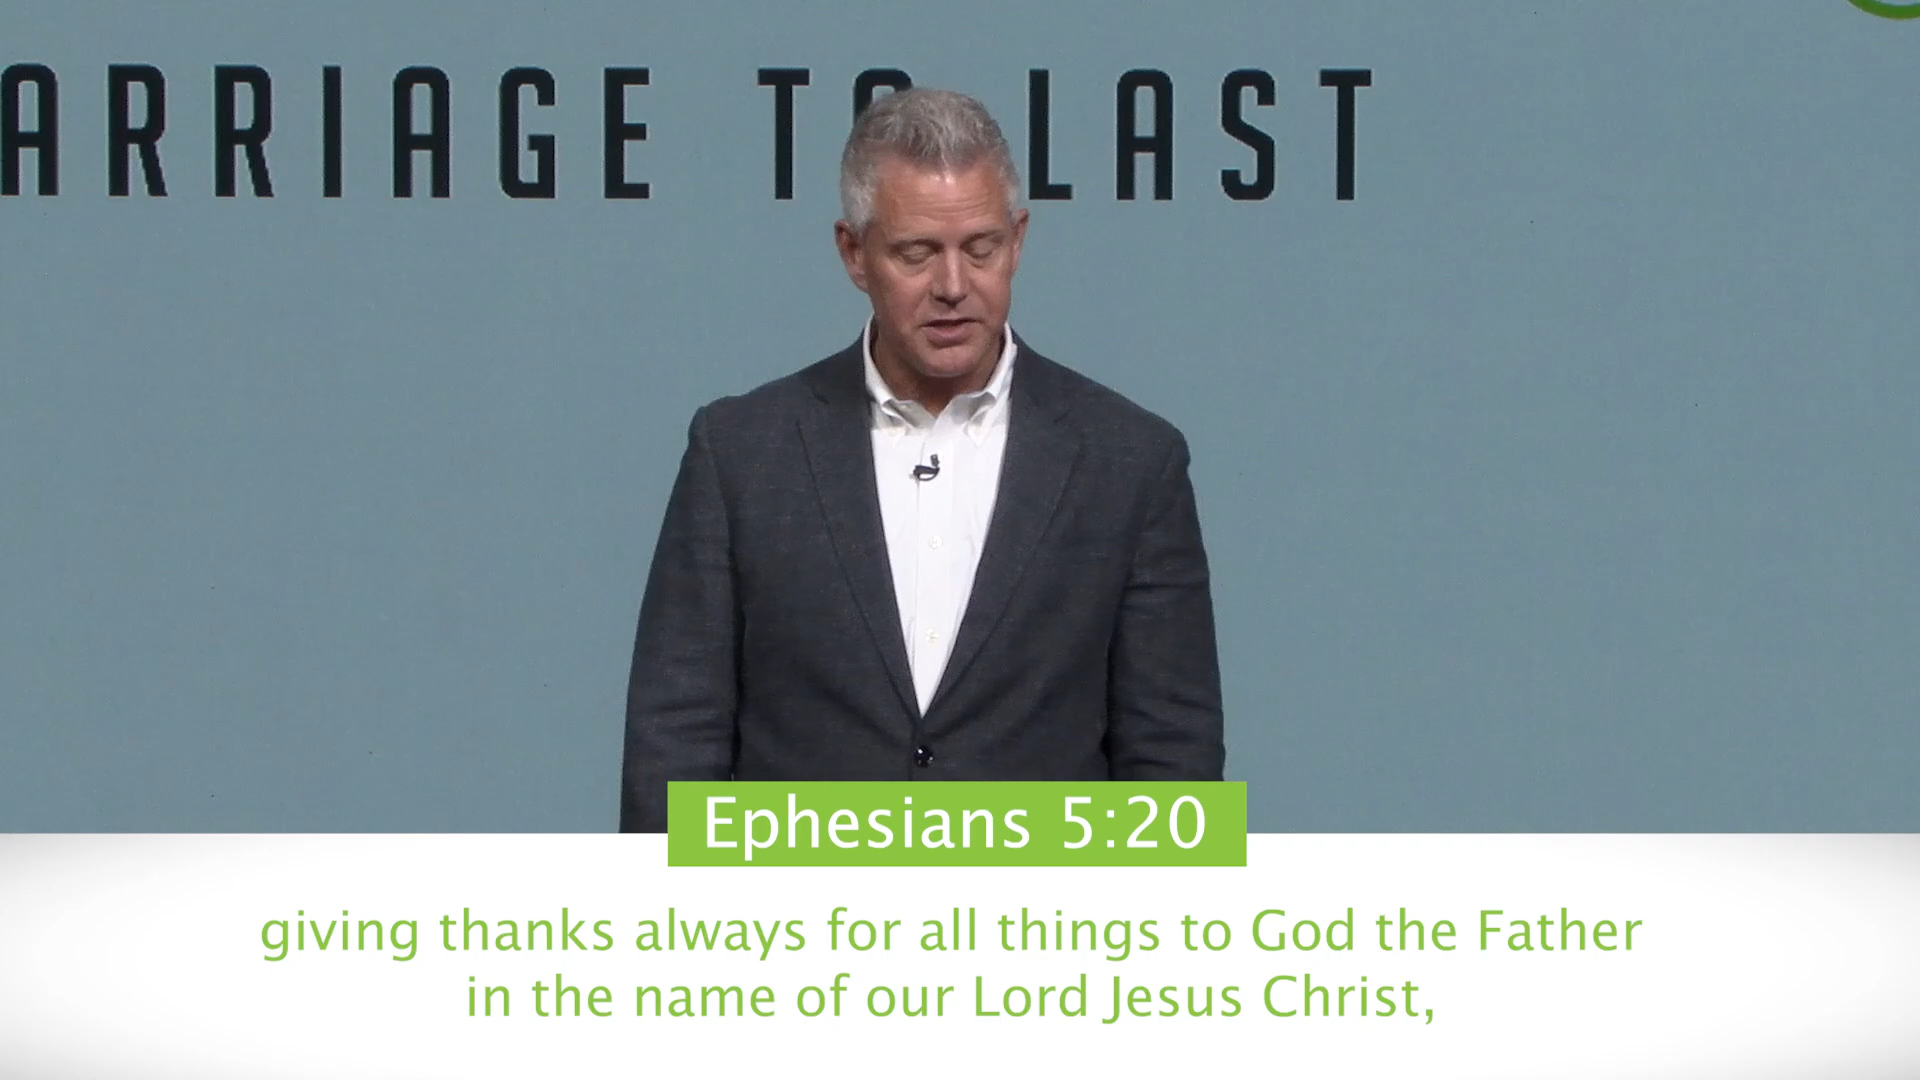 ARRIAGE TO LAST
Ephesians 5:20
giving thanks always for all things to God the Father
in the name of our Lord Jesus Christ,